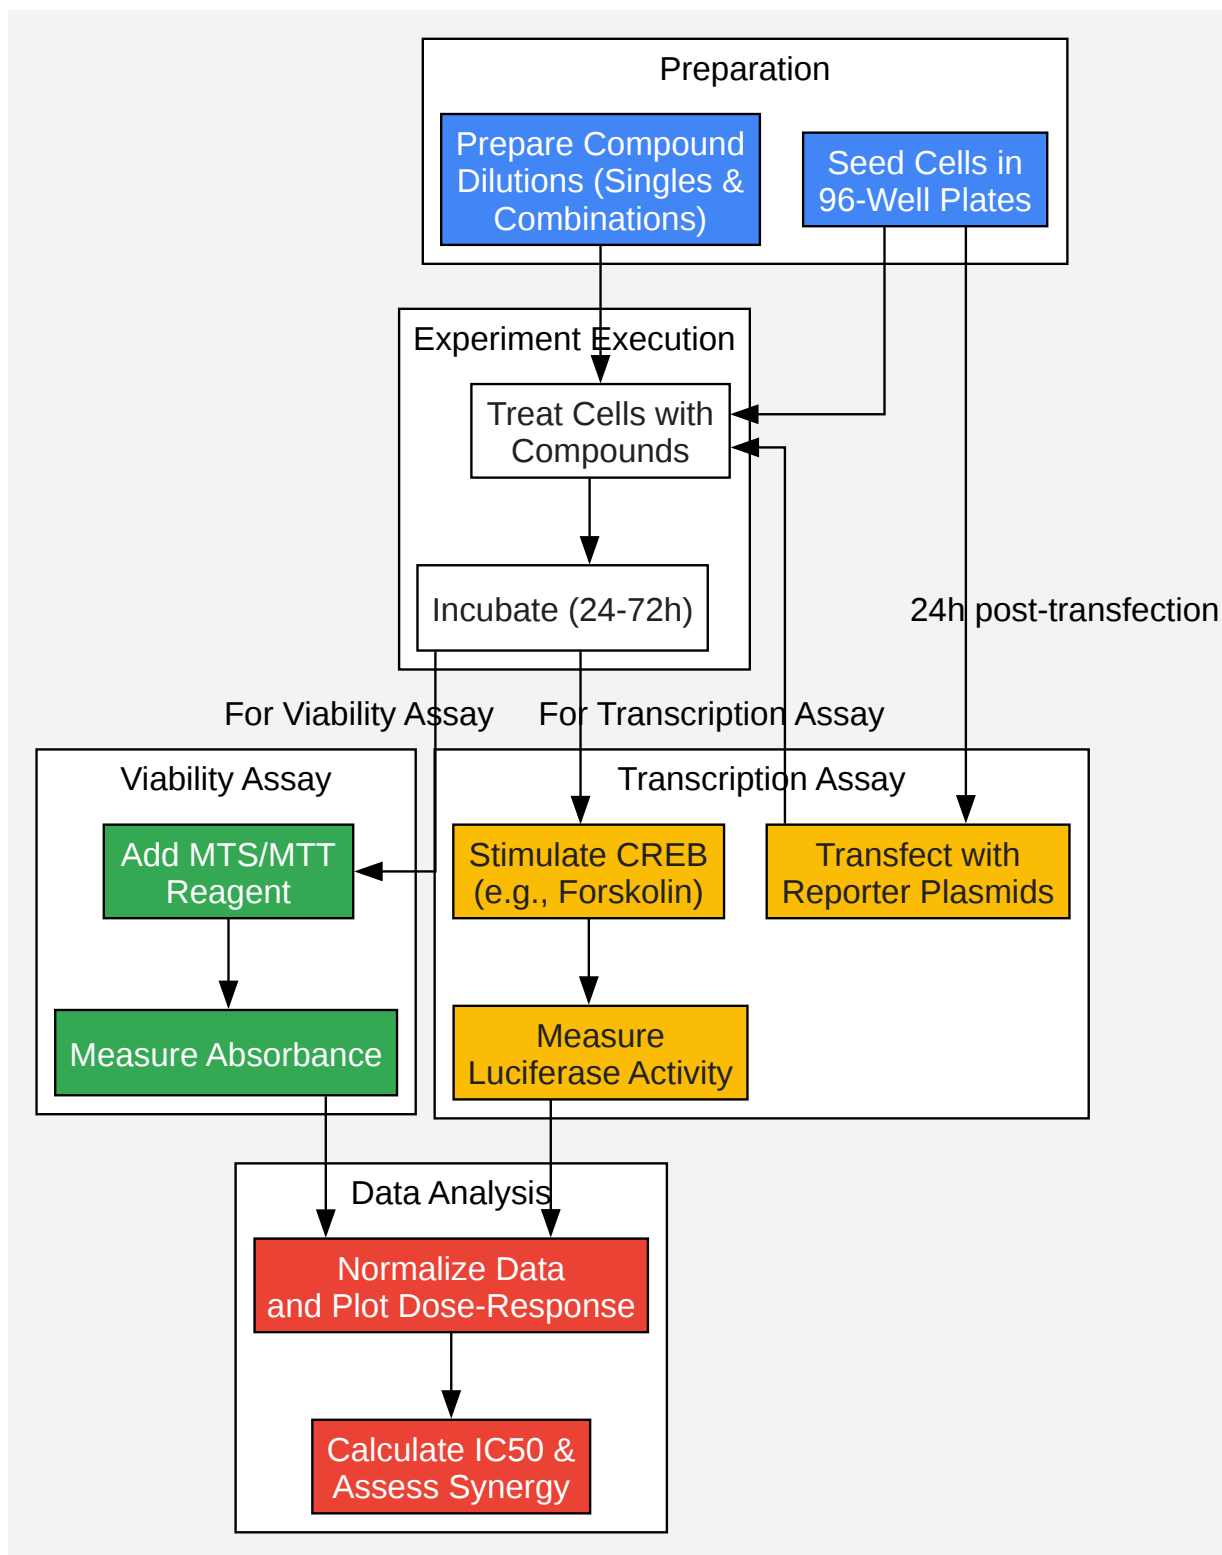 Preparation
Prepare Compound
Dilutions (Singles &
Combinations)
Seed Cells in
96-Well Plates
Experiment Execution
Treat Cells with
Compounds
Incubate (24-72h)
24h post-transfection
For Viability Assay
For Transcription Assay
Viability Assay
Add MTS/MTT
Reagent
Measure Absorbance
Transcription Assay
Stimulate CREB
(e.g., Forskolin)
Transfect with
Reporter Plasmids
Measure
Luciferase Activity
Data Analysis
Normalize Data
and Plot Dose-Response
Calculate IC50 &
Assess Synergy